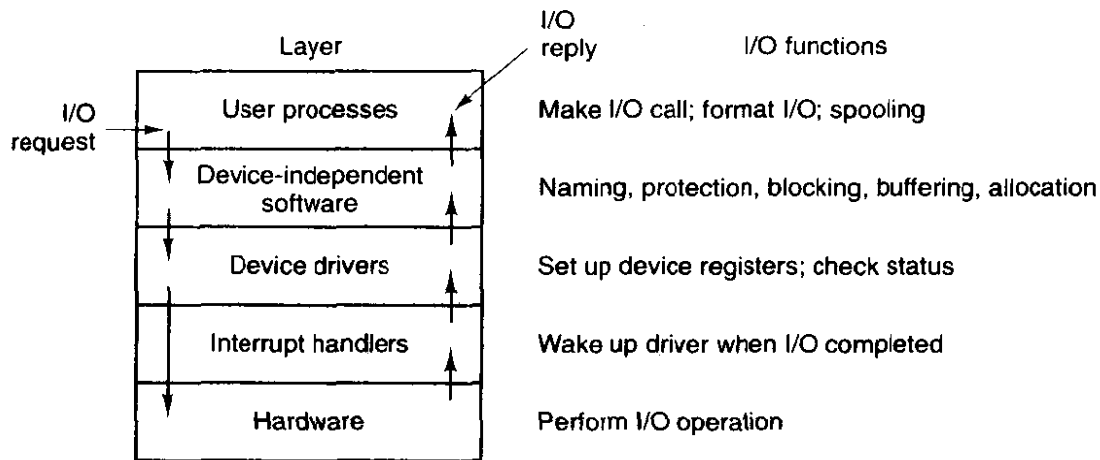 Layer
I/O
reply
I/O functions
I/O
request
User processes
Make I/O call; format I/O; spooling
Device-independent
software
Naming, protection, blocking, buffering, allocation
Device drivers
Set up device registers; check status
Interrupt handlers
Wake up driver when I/O completed
Hardware
Perform I/O operation